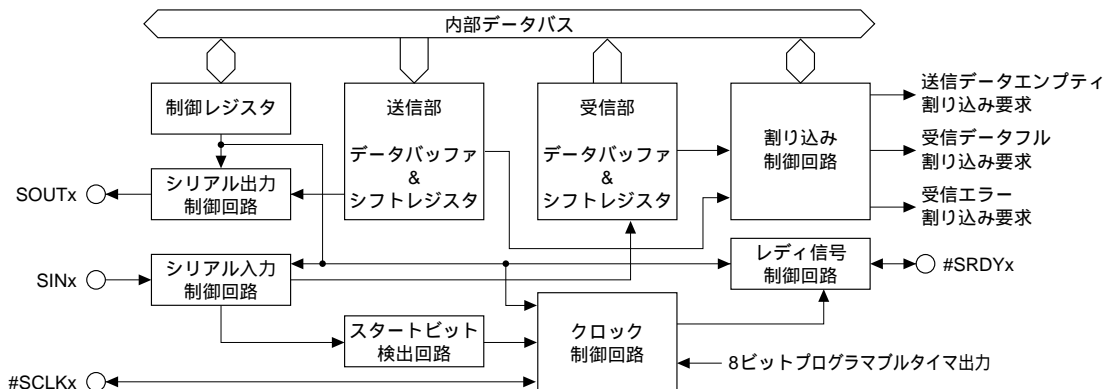 内部データバス
制御レジスタ
送信部
データバッファ
&
シフトレジスタ
受信部
データバッファ
&
シフトレジスタ
割り込み
制御回路
送信データエンプティ
割り込み要求
受信データフル
割り込み要求
受信エラー
割り込み要求
SOUTx
シリアル出力
制御回路
SINx
シリアル入力
制御回路
レディ信号
制御回路
#SRDYx
スタートビット
検出回路
クロック
制御回路
8ビットプログラマブルタイマ出力
#SCLKx